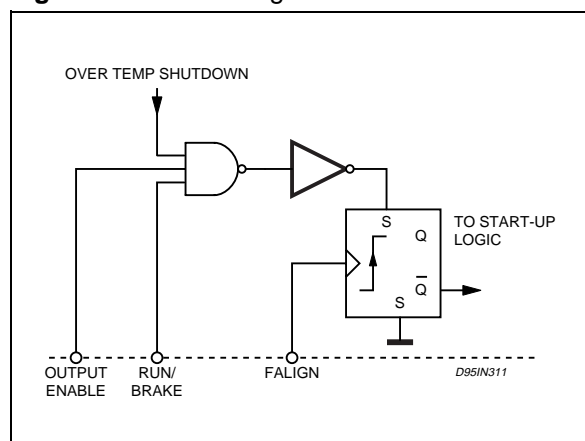 OVER TEMP SHUTDOWN
S
Q
TO START-UP
LOGIC
Q̅
S
OUTPUT
ENABLE
RUN/
BRAKE
FALIGN
D95IN311